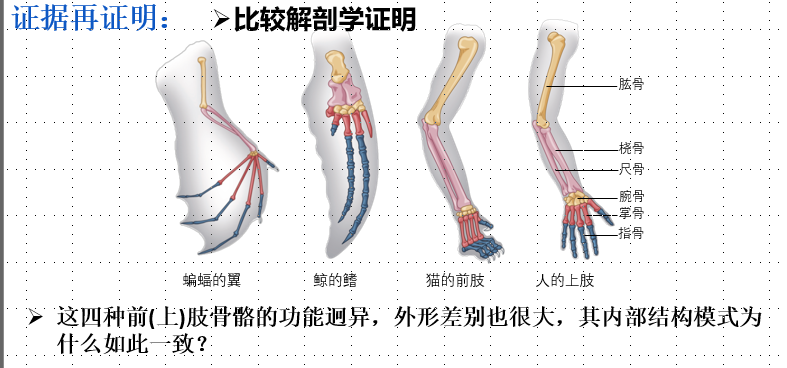 证据再证明： ➢比较解剖学证明
肱骨
桡骨
尺骨
腕骨
掌骨
指骨
蝙蝠的翼 鲸的鳍 猫的前肢 人的上肢
➢ 这四种前(上)肢骨骼的功能迥异，外形差别也很大，其内部结构模式为
什么如此一致？